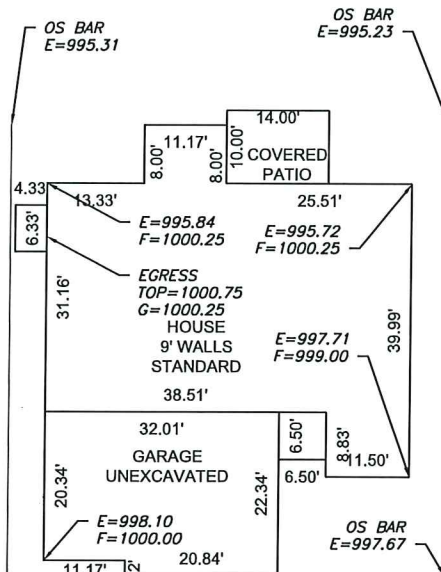 OS BAR
E=995.31
OS BAR
E=995.23
14.00'
11.17'
8.00'
8.00'
10.00'
COVERED
PATIO
4.33
13.33'
25.51'
6.33'
E=995.84
F=1000.25
E=995.72
F=1000.25
EGRESS
TOP=1000.75
G=1000.25
31.16'
HOUSE
9' WALLS
STANDARD
E=997.71
F=999.00
39.99'
38.51'
32.01'
6.50'
8.83'
11.50'
GARAGE
UNEXCAVATED
6.50'
20.34'
22.34'
E=998.10
F=1000.00
OS BAR
E=997.67
11.17'
20.84'